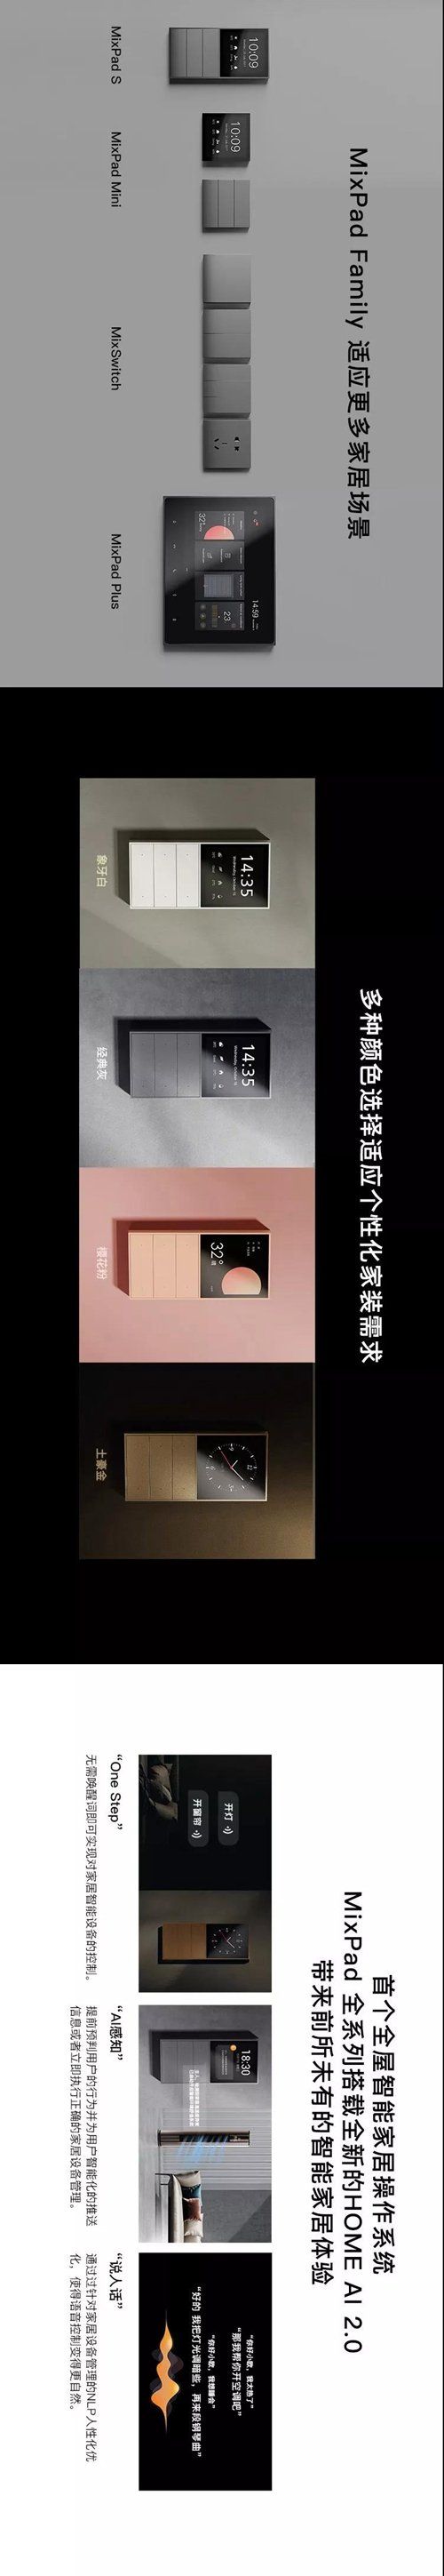 MixPad Family 适应更多家居场景
10:09
10:09
14:59
32°
23
MixPad S
MixPad Mini
MixSwitch
MixPad Plus
多种颜色选择适应个性化家装需求
14:35
Wednesday, October 16
14:35
Wednesday, October 16
32°
象牙白
经典灰
樱花粉
土豪金
首个全屋智能家居操作系统
MixPad 全系列搭载全新的HOME AI 2.0
带来前所未有的智能家居体验
开灯
开窗帘
18:30
“你好小欧，我太热了”
“那我帮你开空调吧”
“你好小欧，我想睡会”
“好的 我把灯光调暗些，再来段钢琴曲”
“One Step”
无需唤醒词即可实现对家居智能设备的控制。
“AI感知”
提前预判用户的行为并为用户智能化的推送
信息或者立即执行正确的家居设备管理。
“说人话”
通过过针对家居设备管理的NLP人性化优
化，使得语音控制变得更自然。